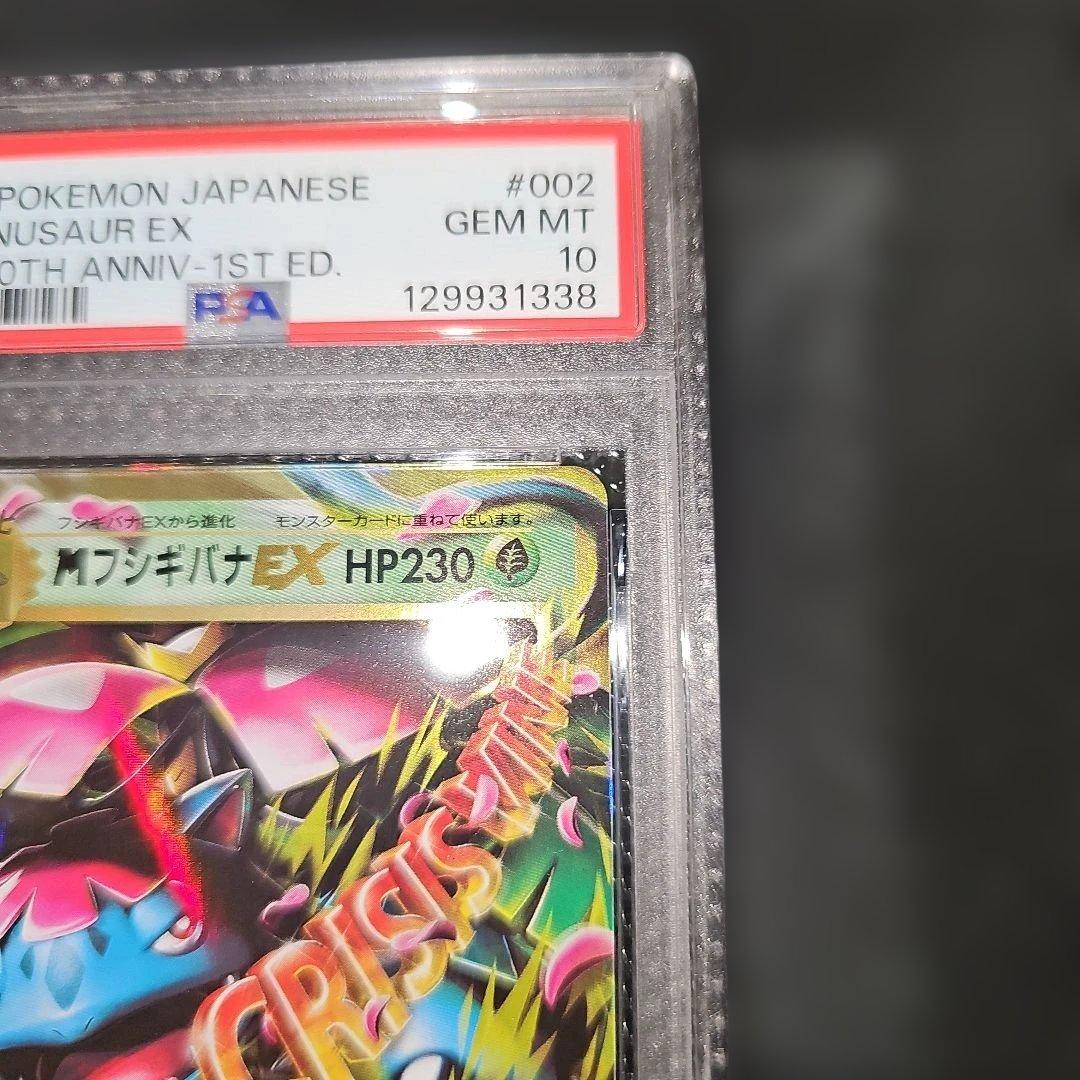 POKEMON JAPANESE #002
NUSAUR EX GEM MT
0TH ANNIV-1ST ED. 10
PSA 129931338
フシギバナEXから進化 モンスターカードに重ねて使います。
MフシギバナEX HP230
CRISIS VINE